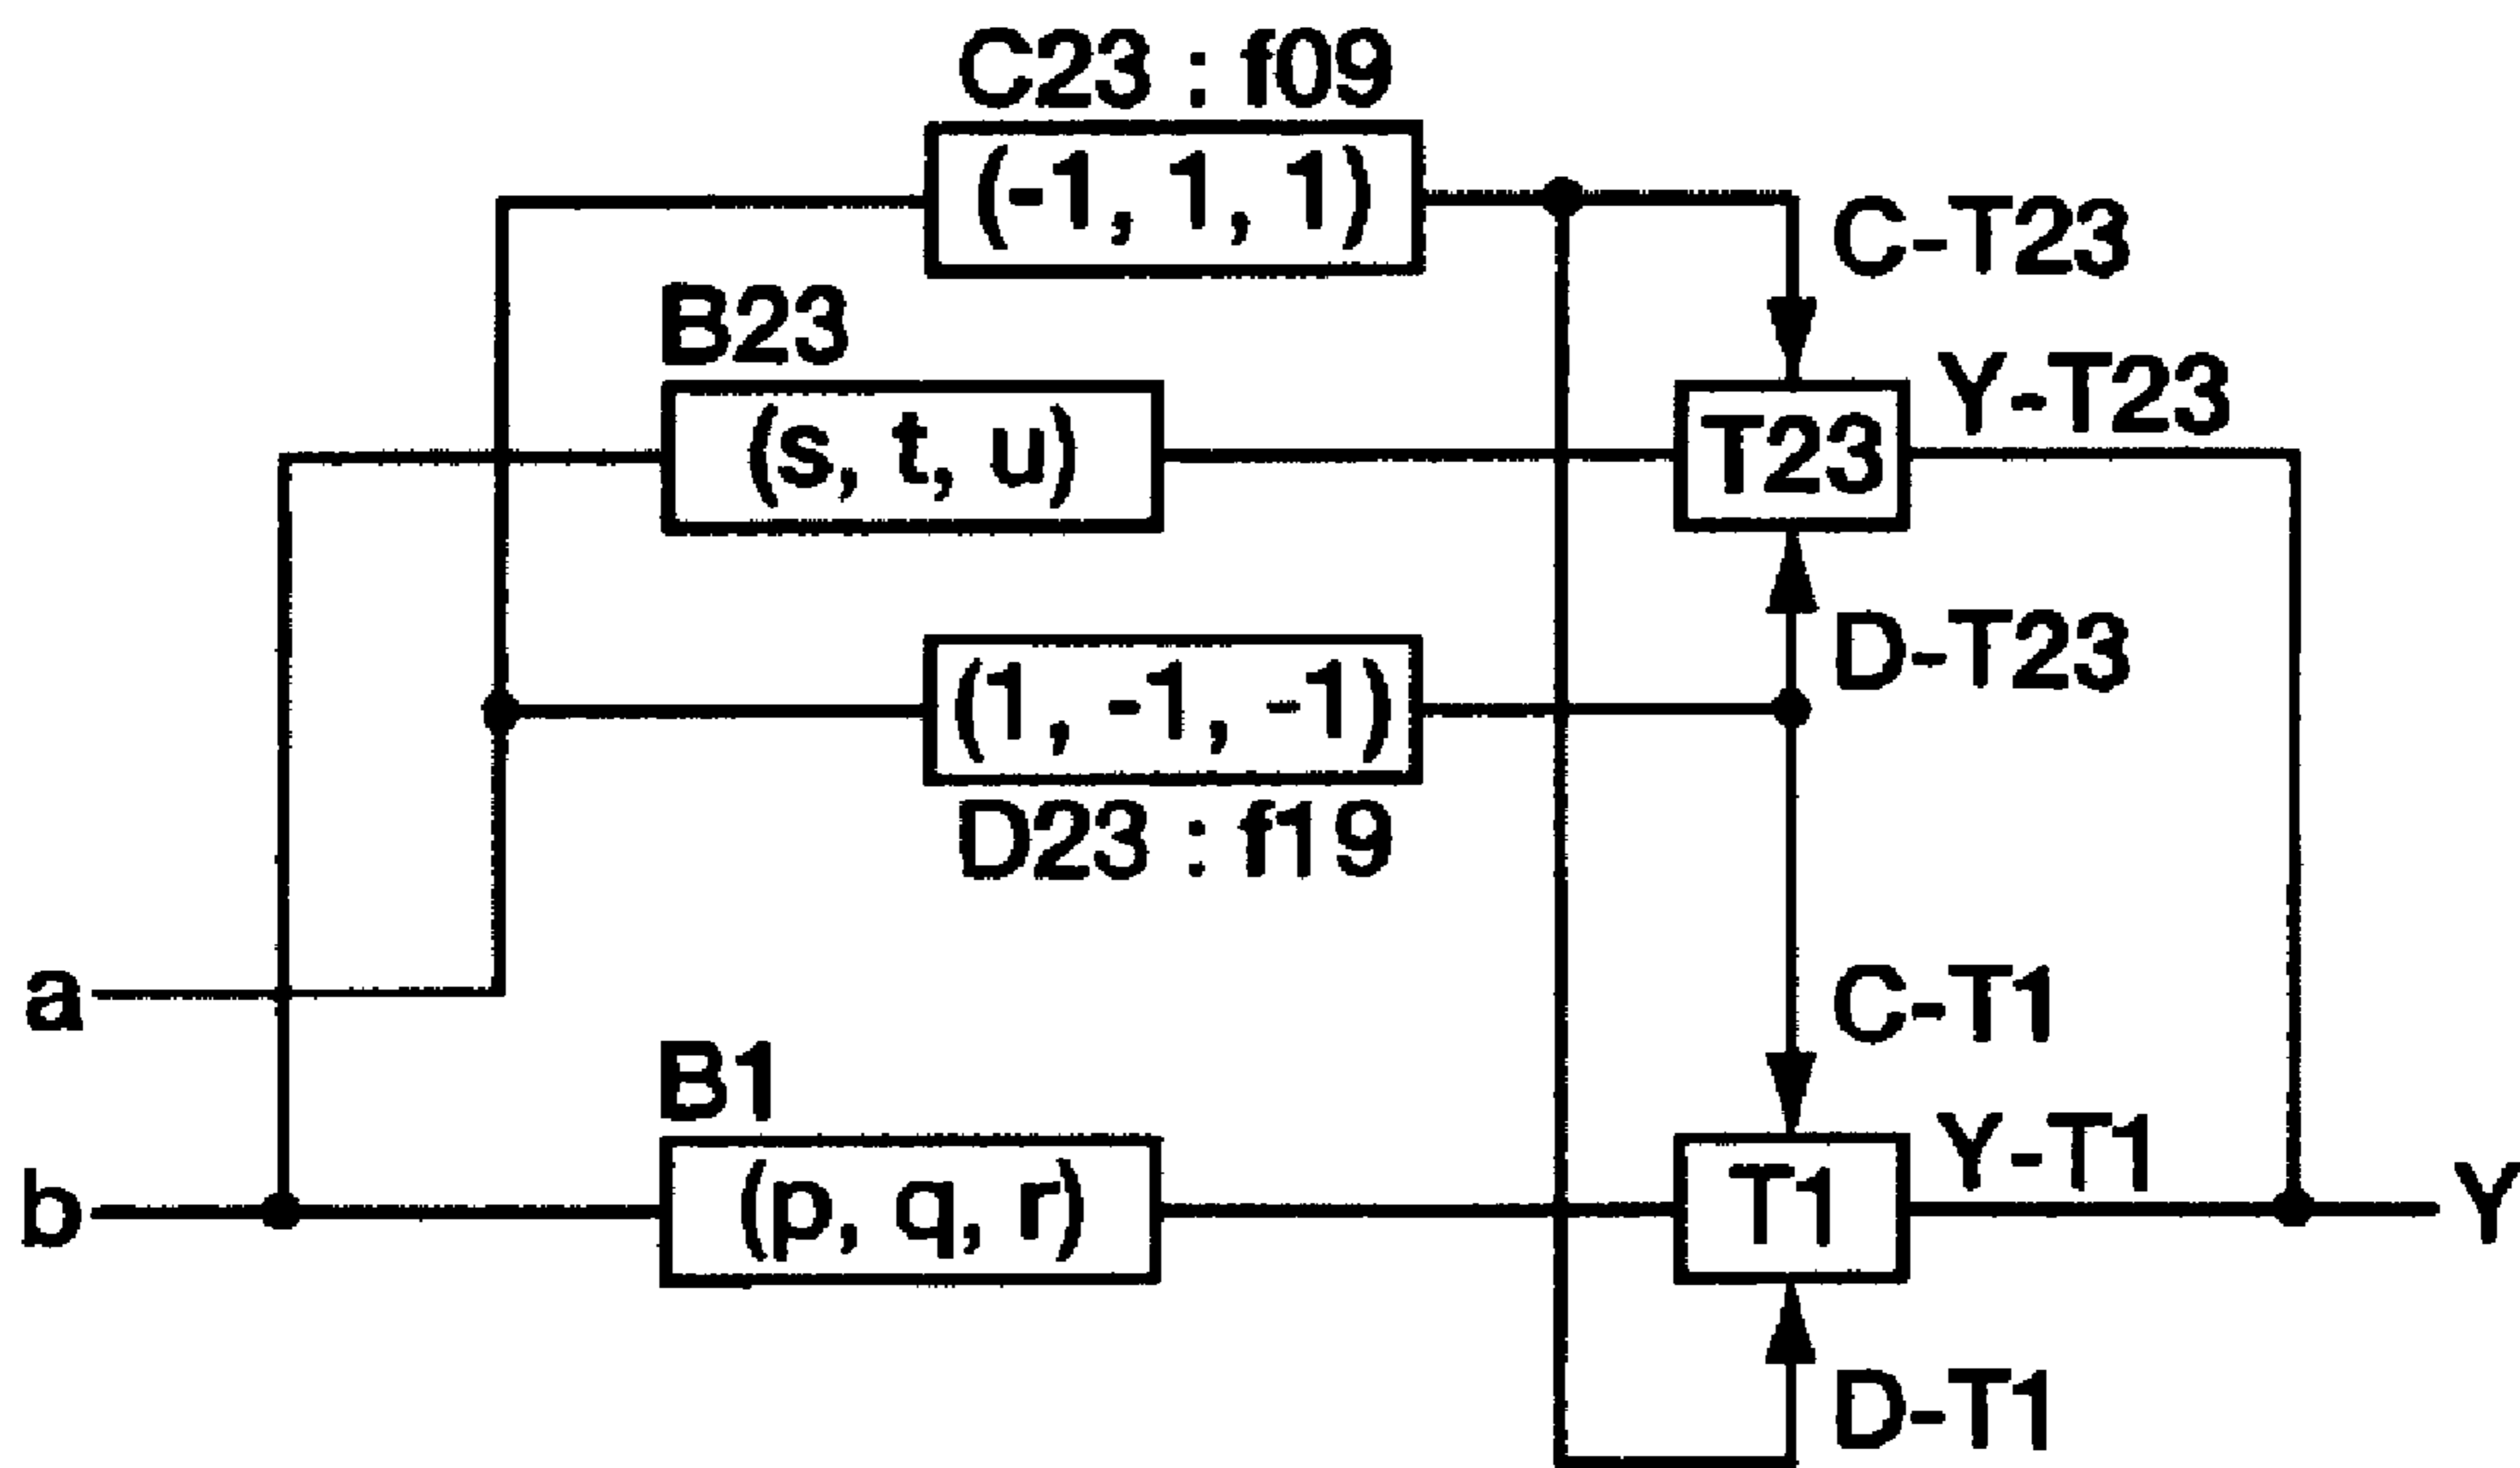 C23 : f09
(-1, 1, 1)
C-T23
B23
(s, t, u)
T23
Y-T23
(1, -1, -1)
D-T23
D23 : f19
a
C-T1
B1
b
(p, q, r)
T1
Y-T1
Y
D-T1